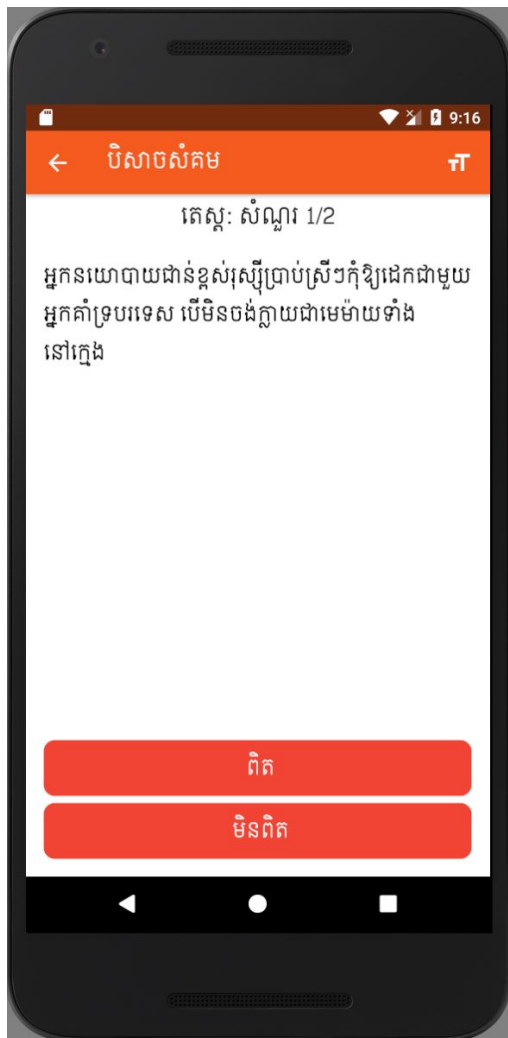 9:16
បិសាចសំគម
តេស្ត: សំណួរ 1/2
អ្នកនយោបាយជាន់ខ្ពស់រុស្ស៊ីប្រាប់ស្រីៗកុំឱ្យដេកជាមួយ
អ្នកគាំទ្របរទេស បើមិនចង់ក្លាយជាមេម៉ាយទាំង
នៅក្មេង
ពិត
មិនពិត